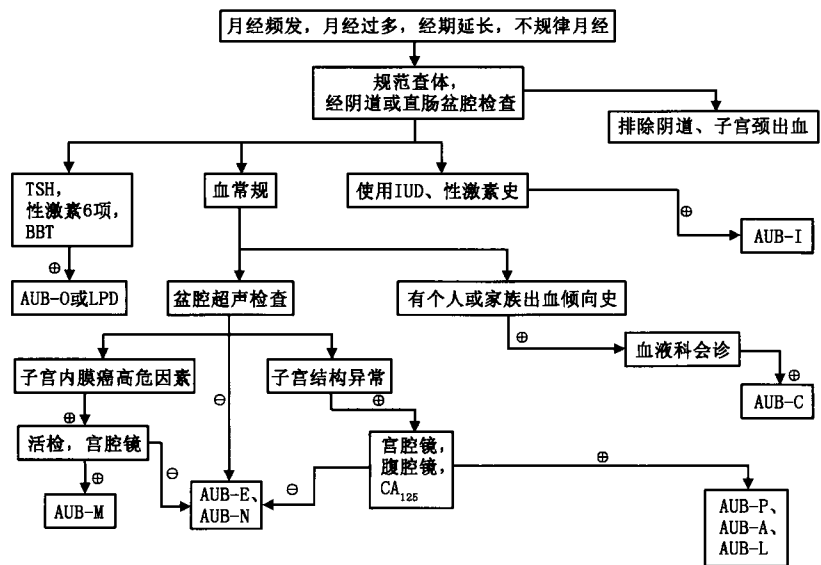 月经频发，月经过多，经期延长，不规律月经
规范查体，
经阴道或直肠盆腔检查
排除阴道、子宫颈出血
TSH，
性激素6项，
BBT
血常规
使用IUD、性激素史
⊕
AUB-I
⊕
AUB-O或LPD
盆腔超声检查
有个人或家族出血倾向史
⊕
血液科会诊
⊕
AUB-C
子宫内膜癌高危因素
⊖
子宫结构异常
⊕
⊕
活检，宫腔镜
⊖
宫腔镜，
腹腔镜，
CA₁₂₅
⊕
⊕
AUB-M
AUB-E、
AUB-N
⊖
AUB-P、
AUB-A、
AUB-L